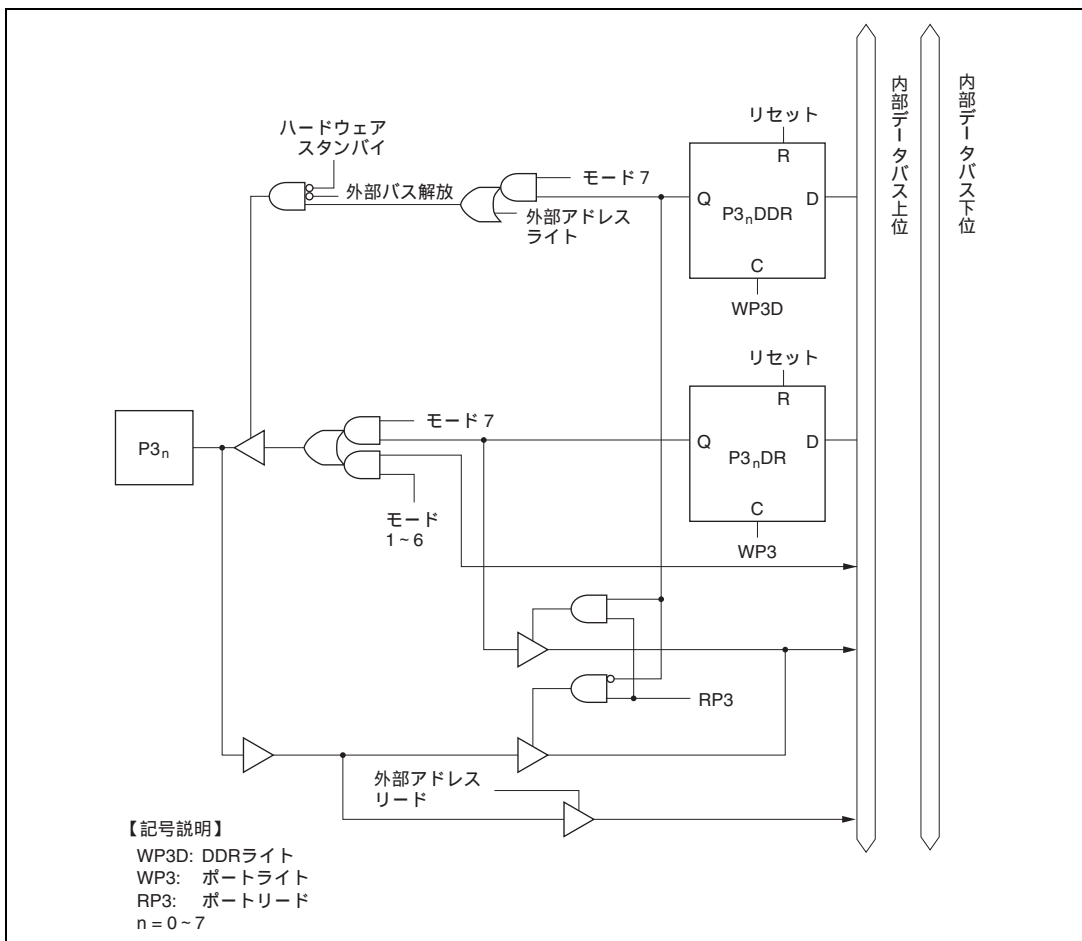 ハードウェア
スタンバイ
外部バス解放
モード 7
外部アドレス
ライト
リセット
R
Q
D
P3nDDR
C
WP3D
内部データバス上位
内部データバス下位
リセット
R
Q
D
P3nDR
C
WP3
P3n
モード 7
モード
1~6
RP3
外部アドレス
リード
【記号説明】
WP3D: DDRライト
WP3: ポートライト
RP3: ポートリード
n = 0~7